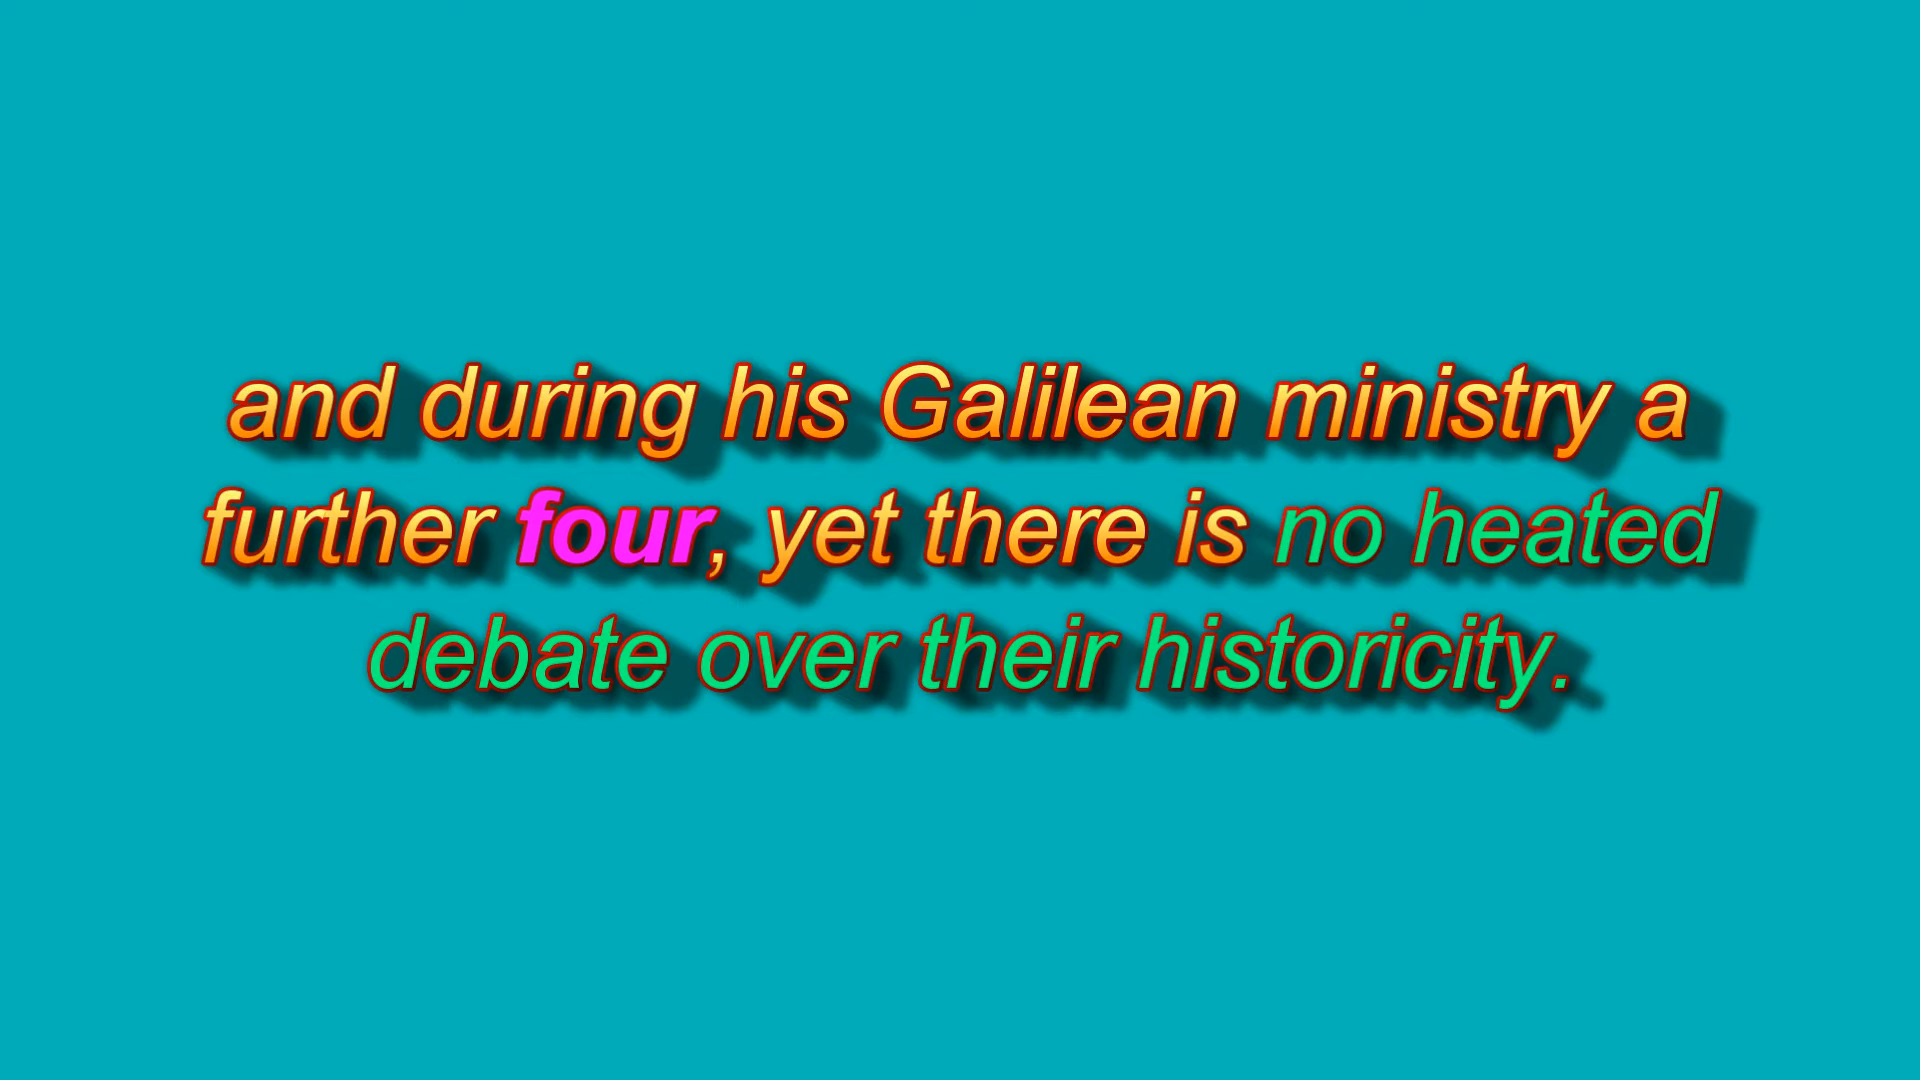 and during his Galilean ministry a
further four, yet there is no heated
debate over their historicity.